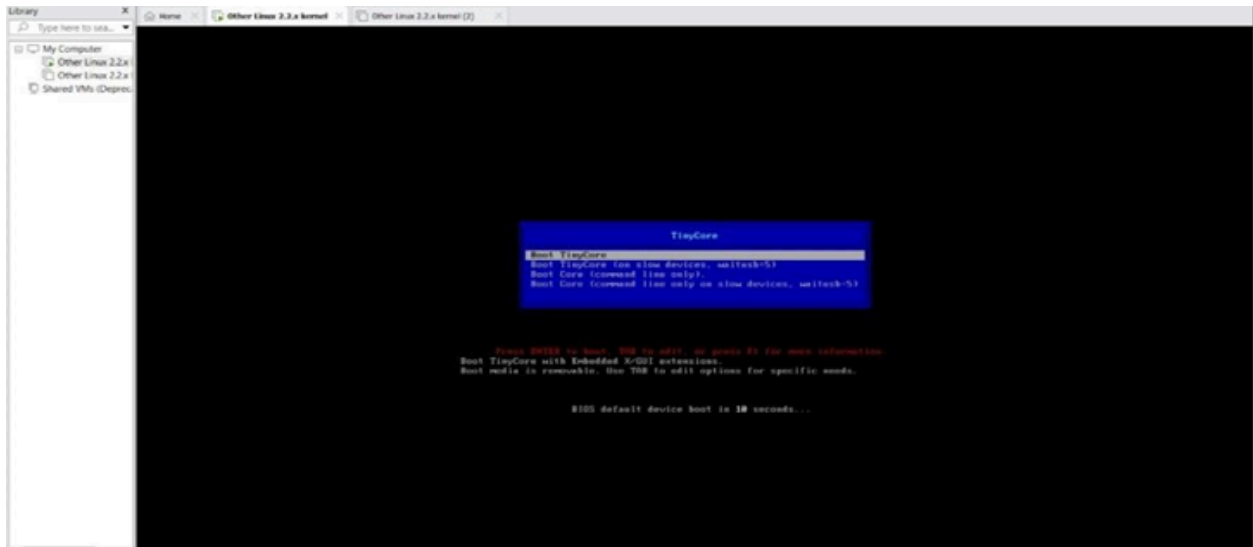 Library X
Type here to sea...
My Computer
Other Linux 2.2.x
Other Linux 2.2.x
Shared VMs (Deprec.
Home
Other Linux 2.2.x kernel
Other Linux 2.2.x kernel (2)
TinyCore
Boot TinyCore
Boot TinyCore (on slow devices, waitusb=5)
Boot Core (command line only).
Boot Core (command line only on slow devices, waitusb=5)
Press ENTER to boot, TAB to edit, or press F1 for more information.
Boot TinyCore with Embedded X/GUI extensions.
Boot media is removable. Use TAB to edit options for specific needs.
BIOS default device boot in 10 seconds...